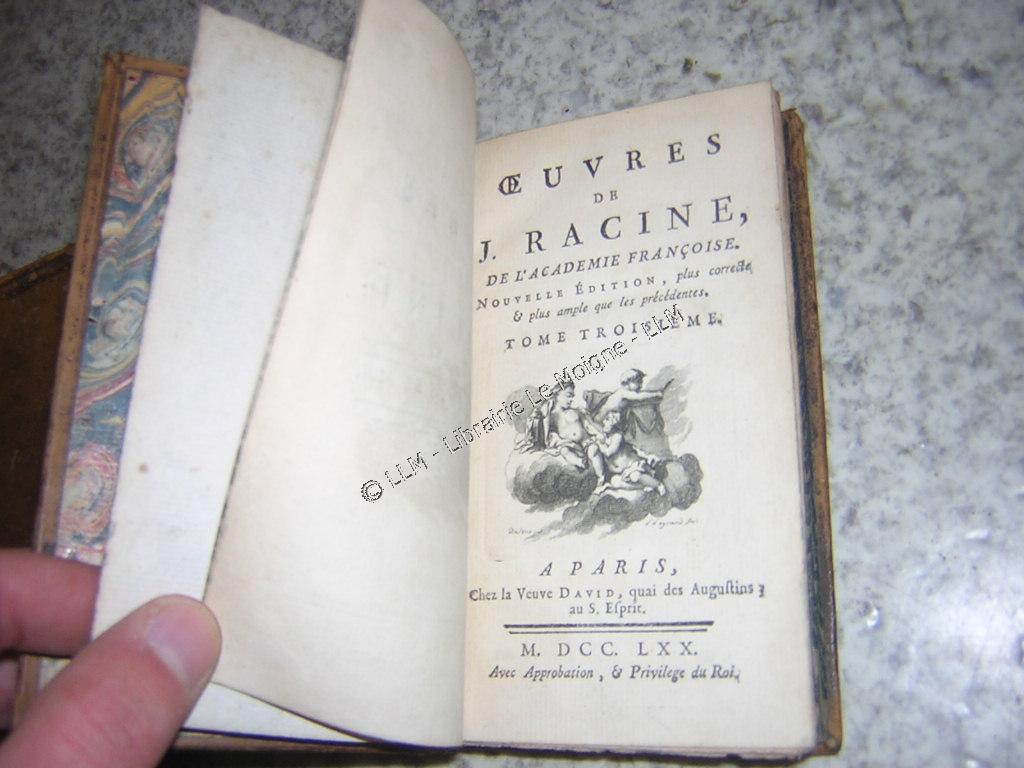 ŒUVRES
DE
J. RACINE,
DE L'ACADEMIE FRANÇOISE.
NOUVELLE ÉDITION, plus correcte,
& plus ample que les précédentes.
TOME TROISIEME.
© LLM - Librairie Le Moigne - LLM
A PARIS,
Chez la Veuve DAVID, quai des Auguſtins;
au S. Eſprit.
M. DCC. LXX.
Avec Approbation, & Privilege du Roi.